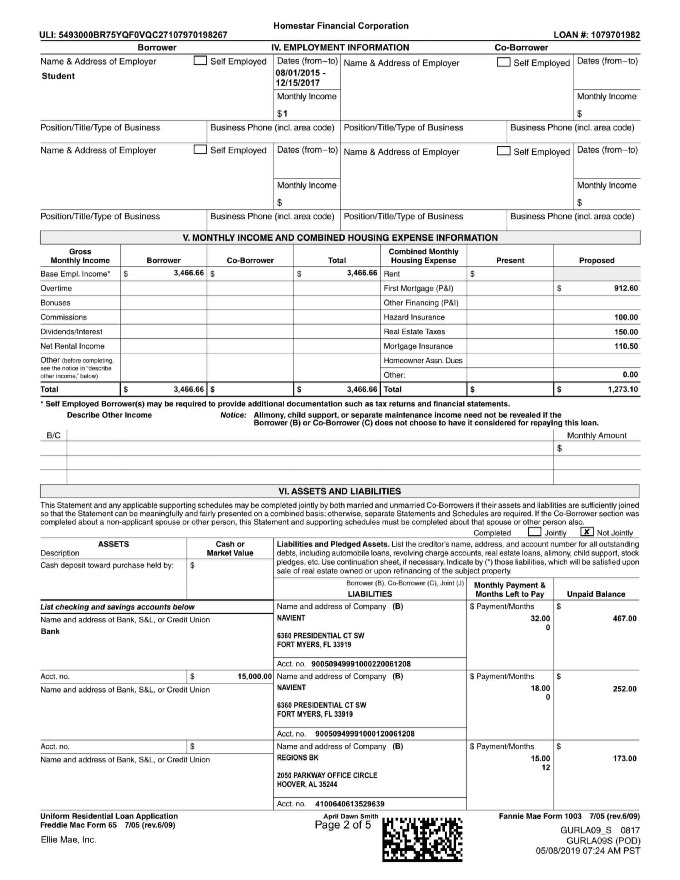 Homestar Financial Corporation
ULI: 5493000BR75YQF0VQC27107970198267 LOAN #: 1079701982
Borrower IV. EMPLOYMENT INFORMATION Co-Borrower
Name & Address of Employer Self Employed Dates (from–to) Name & Address of Employer Self Employed Dates (from–to)
Student 08/01/2015 -
12/15/2017
Monthly Income Monthly Income
$ 1 $
Position/Title/Type of Business Business Phone (incl. area code) Position/Title/Type of Business Business Phone (incl. area code)
Name & Address of Employer Self Employed Dates (from–to) Name & Address of Employer Self Employed Dates (from–to)
Monthly Income Monthly Income
$ $
Position/Title/Type of Business Business Phone (incl. area code) Position/Title/Type of Business Business Phone (incl. area code)
V. MONTHLY INCOME AND COMBINED HOUSING EXPENSE INFORMATION
Gross Combined Monthly
Monthly Income Borrower Co-Borrower Total Housing Expense Present Proposed
Base Empl. Income* $ 3,466.66 $ $ 3,466.66 Rent $
Overtime First Mortgage (P&I) $ 912.60
Bonuses Other Financing (P&I)
Commissions Hazard Insurance 100.00
Dividends/Interest Real Estate Taxes 150.00
Net Rental Income Mortgage Insurance 110.50
Other (before completing, Homeowner Assn. Dues
see the notice in "describe
other income," below) Other: 0.00
Total $ 3,466.66 $ $ 3,466.66 Total $ $ 1,273.10
* Self Employed Borrower(s) may be required to provide additional documentation such as tax returns and financial statements.
Describe Other Income Notice: Alimony, child support, or separate maintenance income need not be revealed if the
Borrower (B) or Co-Borrower (C) does not choose to have it considered for repaying this loan.
B/C Monthly Amount
$
VI. ASSETS AND LIABILITIES
This Statement and any applicable supporting schedules may be completed jointly by both married and unmarried Co-Borrowers if their assets and liabilities are sufficiently joined
so that the Statement can be meaningfully and fairly presented on a combined basis; otherwise, separate Statements and Schedules are required. If the Co-Borrower section was
completed about a non-applicant spouse or other person, this Statement and supporting schedules must be completed about that spouse or other person also.
Completed Jointly X Not Jointly
ASSETS Cash or Liabilities and Pledged Assets. List the creditor's name, address, and account number for all outstanding
Description Market Value debts, including automobile loans, revolving charge accounts, real estate loans, alimony, child support, stock
Cash deposit toward purchase held by: $ pledges, etc. Use continuation sheet, if necessary. Indicate by (*) those liabilities, which will be satisfied upon
sale of real estate owned or upon refinancing of the subject property.
Borrower (B), Co-Borrower (C), Joint (J) Monthly Payment &
LIABILITIES Months Left to Pay Unpaid Balance
List checking and savings accounts below Name and address of Company (B) $ Payment/Months $
Name and address of Bank, S&L, or Credit Union NAVIENT 32.00 467.00
Bank 0
6360 PRESIDENTIAL CT SW
FORT MYERS, FL 33919
Acct. no. 90050949991000220061208
Acct. no. $ 15,000.00 Name and address of Company (B) $ Payment/Months $
Name and address of Bank, S&L, or Credit Union NAVIENT 18.00 252.00
0
6360 PRESIDENTIAL CT SW
FORT MYERS, FL 33919
Acct. no. 90050949991000120061208
Acct. no. $ Name and address of Company (B) $ Payment/Months $
Name and address of Bank, S&L, or Credit Union REGIONS BK 15.00 173.00
12
2050 PARKWAY OFFICE CIRCLE
HOOVER, AL 35244
Acct. no. 4100640613529639
Uniform Residential Loan Application April Dawn Smith Fannie Mae Form 1003 7/05 (rev.6/09)
Freddie Mac Form 65 7/05 (rev.6/09) Page 2 of 5
Ellie Mae, Inc. GURLA09_S 0817
GURLA09S (POD)
05/08/2019 07:24 AM PST